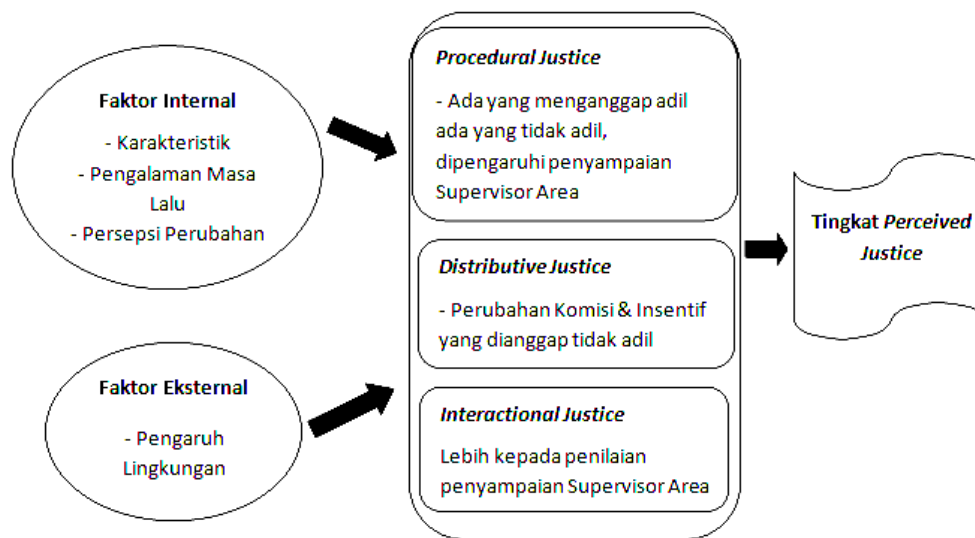 Faktor Internal
- Karakteristik
- Pengalaman Masa
Lalu
- Persepsi Perubahan
Faktor Eksternal
- Pengaruh
Lingkungan
Procedural Justice
- Ada yang menganggap adil
ada yang tidak adil,
dipengaruhi penyampaian
Supervisor Area
Distributive Justice
- Perubahan Komisi & Insentif
yang dianggap tidak adil
Interactional Justice
Lebih kepada penilaian
penyampaian Supervisor Area
Tingkat Perceived
Justice